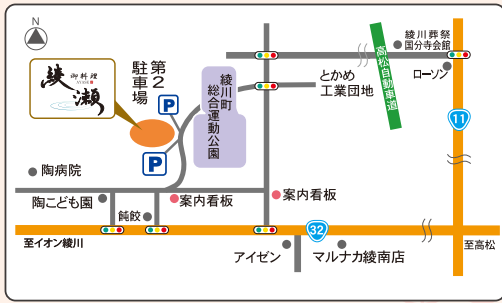 N
御料理
綾瀬
AYASE
第2
駐車場
P
P
綾川町
総合運動公園
とかめ
工業団地
高松自動車道
綾川葬祭
国分寺会館
ローソン
11
陶病院
陶こども園
飩餃
案内看板
案内看板
32
至イオン綾川
アイゼン
マルナカ綾南店
至高松